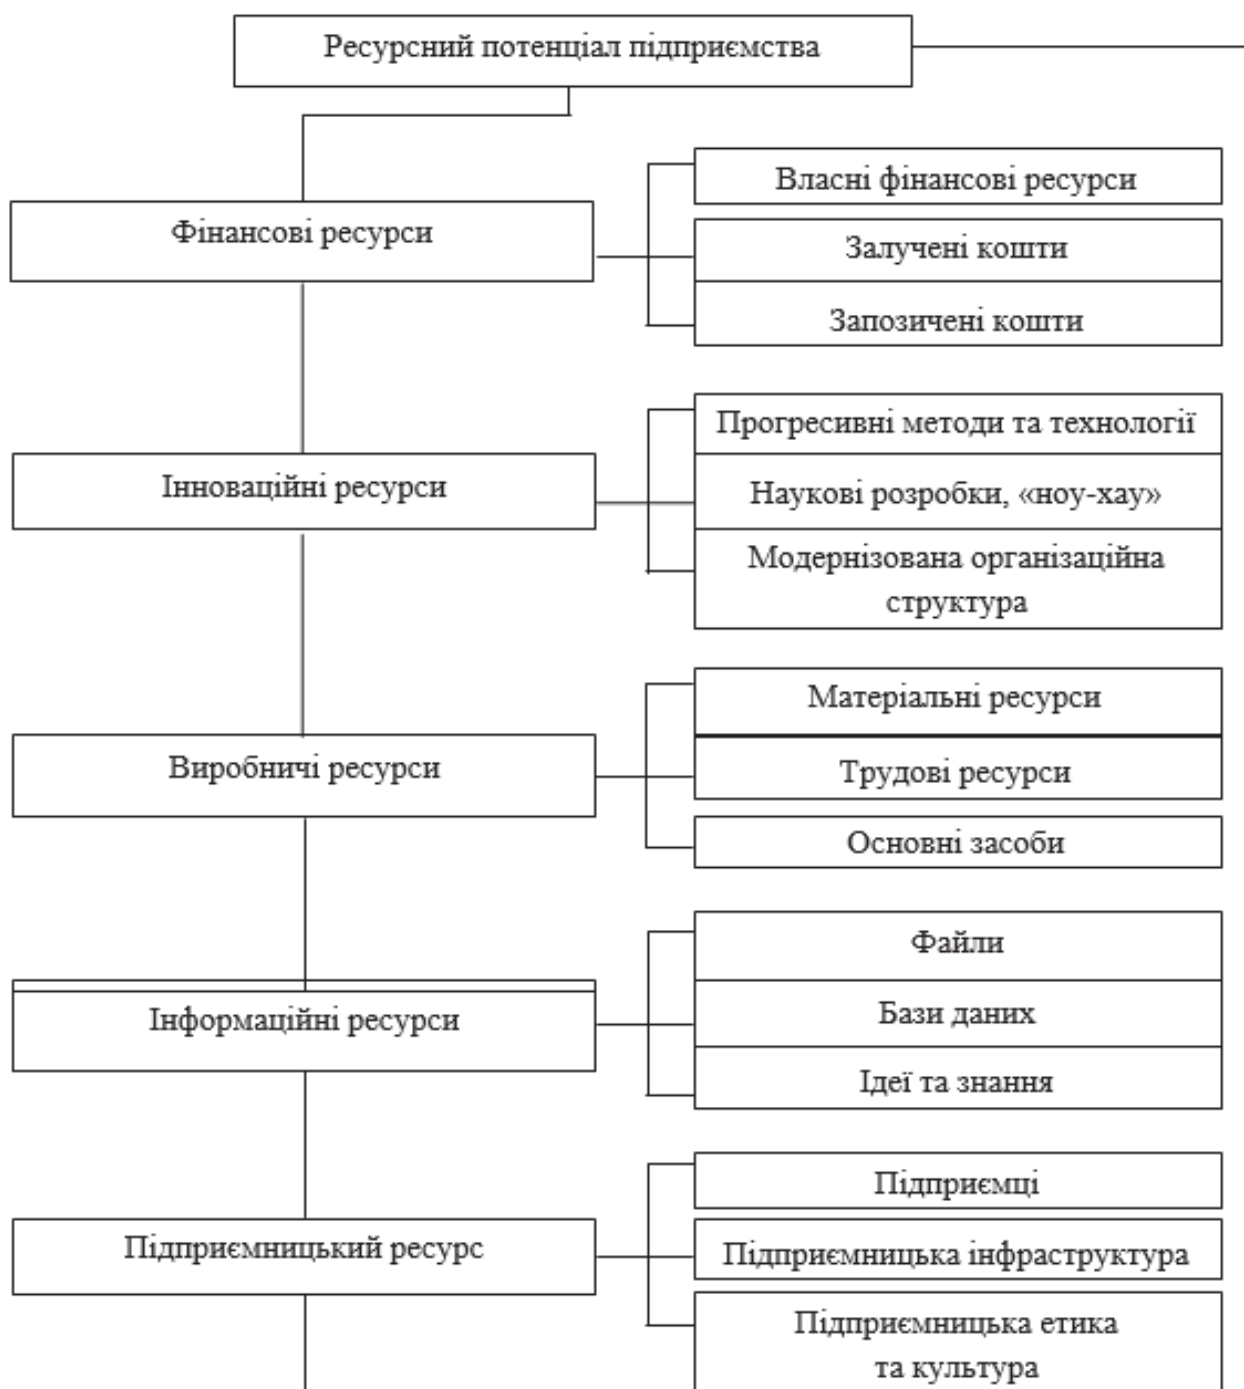 Ресурсний потенціал підприємства
Власні фінансові ресурси
Фінансові ресурси
Залучені кошти
Запозичені кошти
Прогресивні методи та технології
Інноваційні ресурси
Наукові розробки, «ноу-хау»
Модернізована організаційна
структура
Матеріальні ресурси
Виробничі ресурси
Трудові ресурси
Основні засоби
Файли
Інформаційні ресурси
Бази даних
Ідеї та знання
Підприємці
Підприємницький ресурс
Підприємницька інфраструктура
Підприємницька етика
та культура